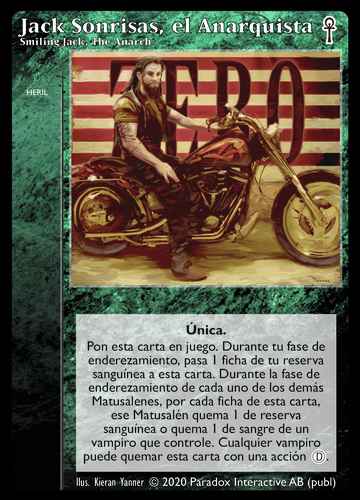 Jack Sonrisas, el Anarquista
Smiling Jack, The Anarch
HERIL
ZERO
Única.
Pon esta carta en juego. Durante tu fase de
enderezamiento, pasa 1 ficha de tu reserva
sanguínea a esta carta. Durante la fase de
enderezamiento de cada uno de los demás
Matusalenes, por cada ficha de esta carta,
ese Matusalén quema 1 de reserva
sanguínea o quema 1 de sangre de un
vampiro que controle. Cualquier vampiro
puede quemar esta carta con una acción Ⓓ.
Ilus. Kieran Yanner © 2020 Paradox Interactive AB (publ)